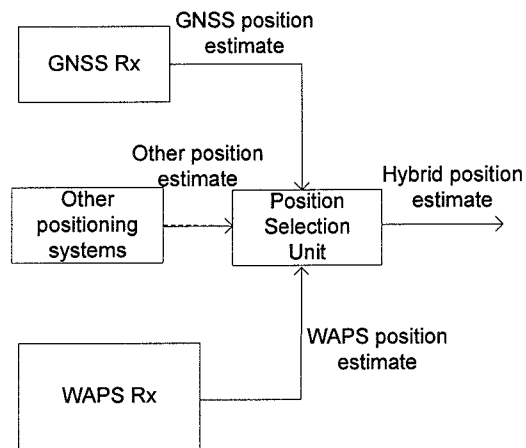 GNSS position
estimate
GNSS Rx
Other position
estimate
Hybrid position
estimate
Other
positioning
systems
Position
Selection
Unit
WAPS position
estimate
WAPS Rx